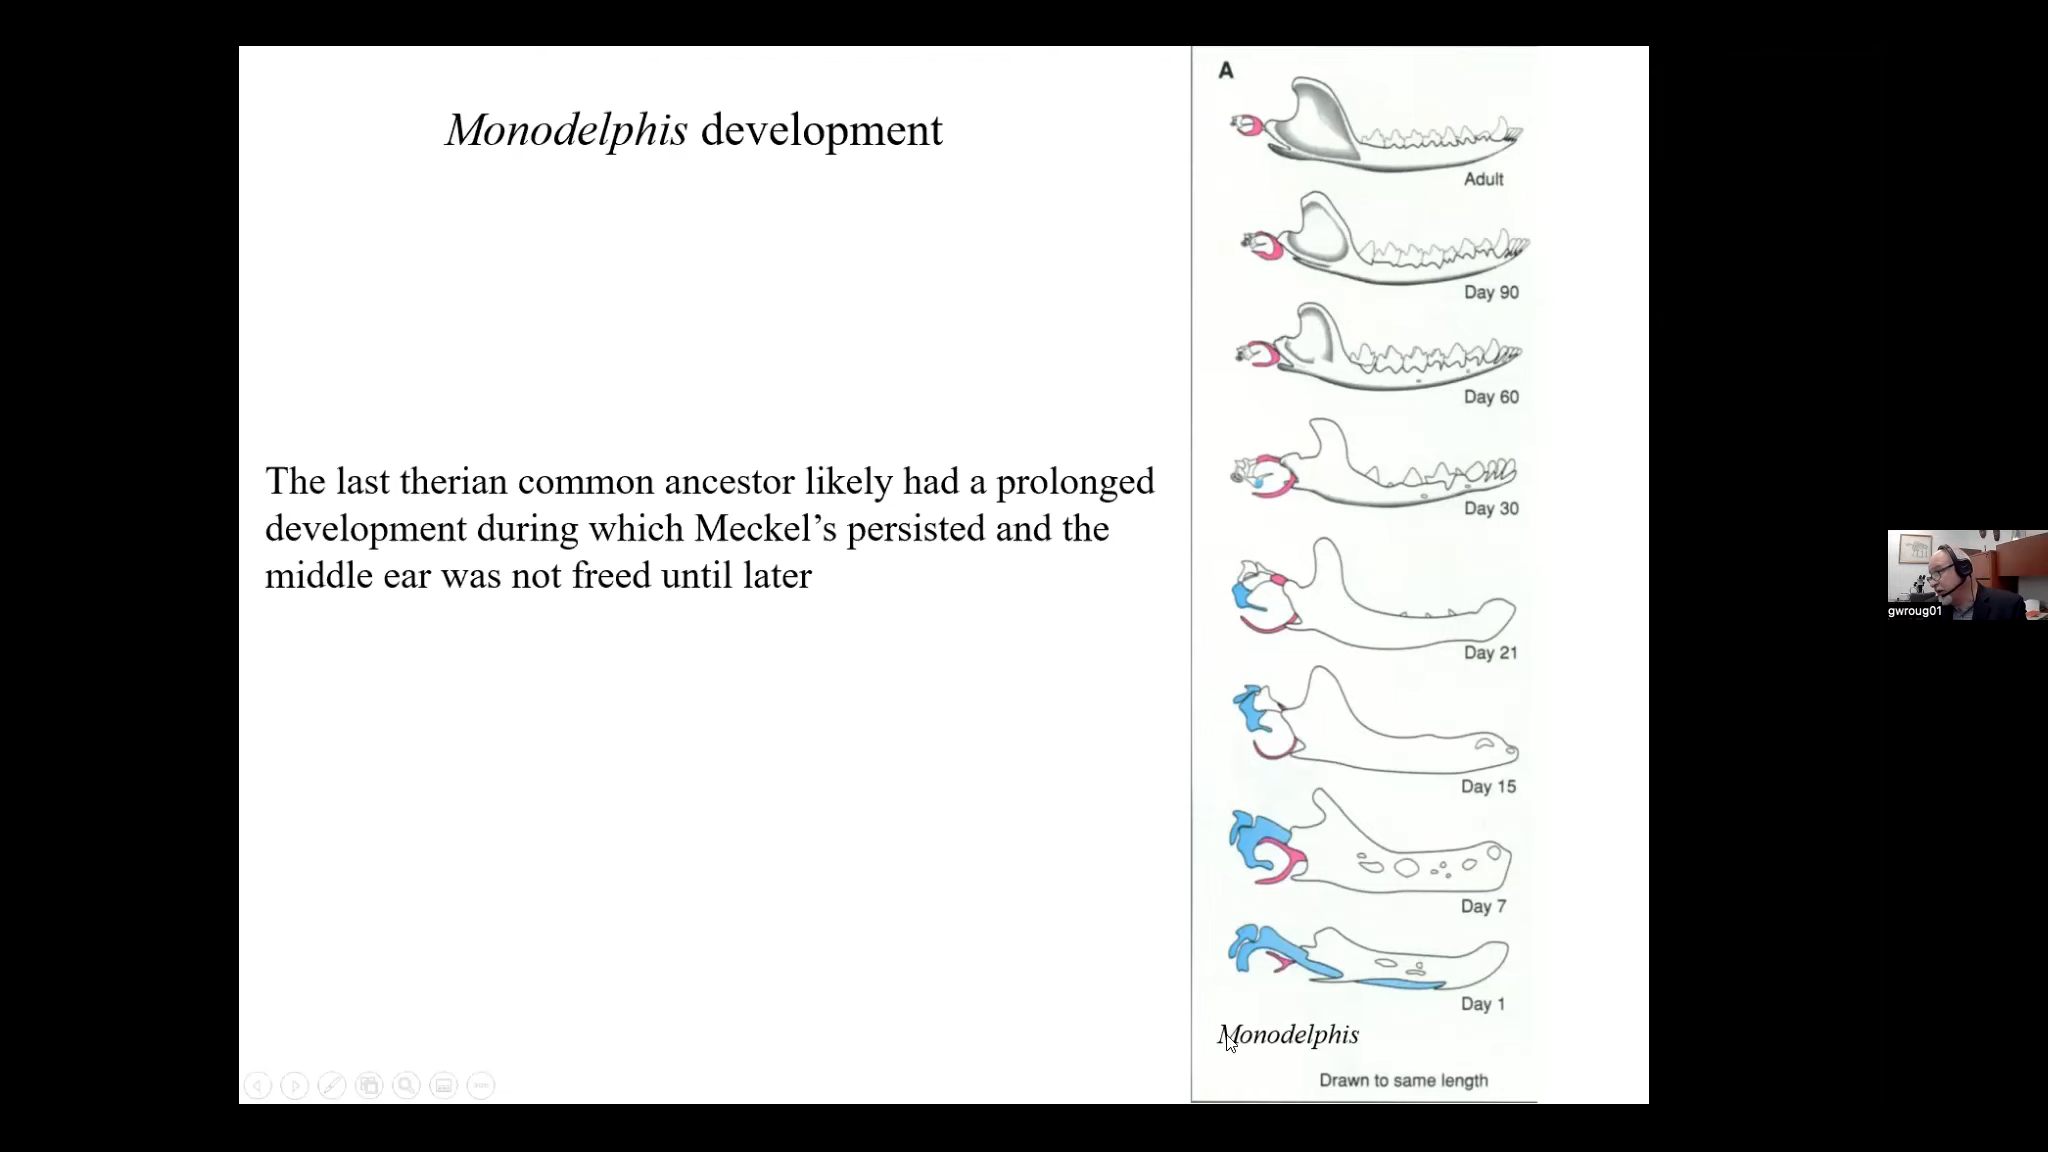 Monodelphis development
The last therian common ancestor likely had a prolonged
development during which Meckel’s persisted and the
middle ear was not freed until later
A
Adult
Day 90
Day 60
Day 30
Day 21
Day 15
Day 7
Day 1
Monodelphis
Drawn to same length
gwroug01